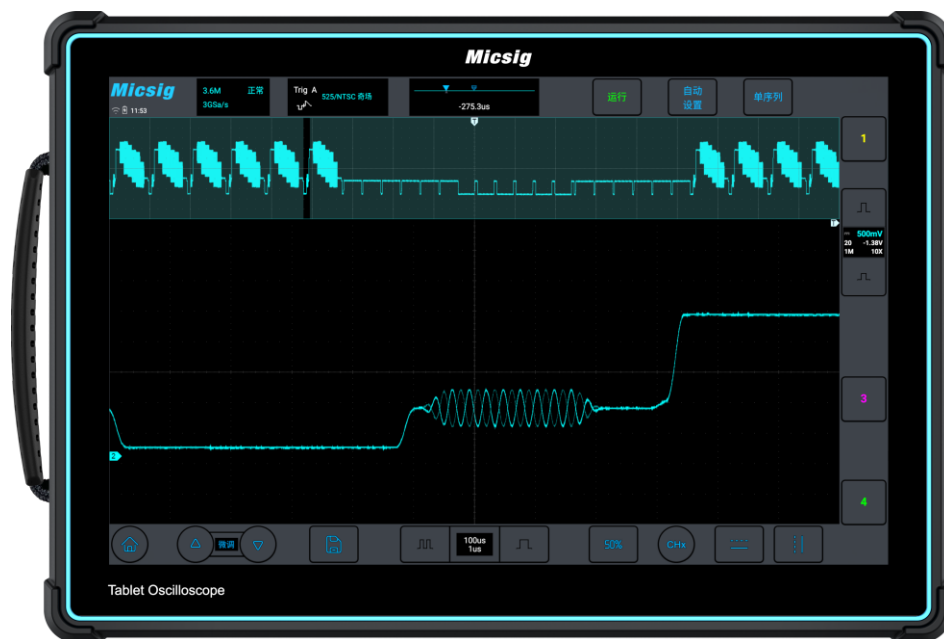 Micsig
Micsig
11:53
3.6M 正常
3GSa/s
Trig A
525/NTSC 奇场
-275.3us
运行
自动
设置
单序列
T
1
T
500mV
20 -1.38V
1M 10X
2
3
4
微调
100us
1us
50%
CHx
Tablet Oscilloscope